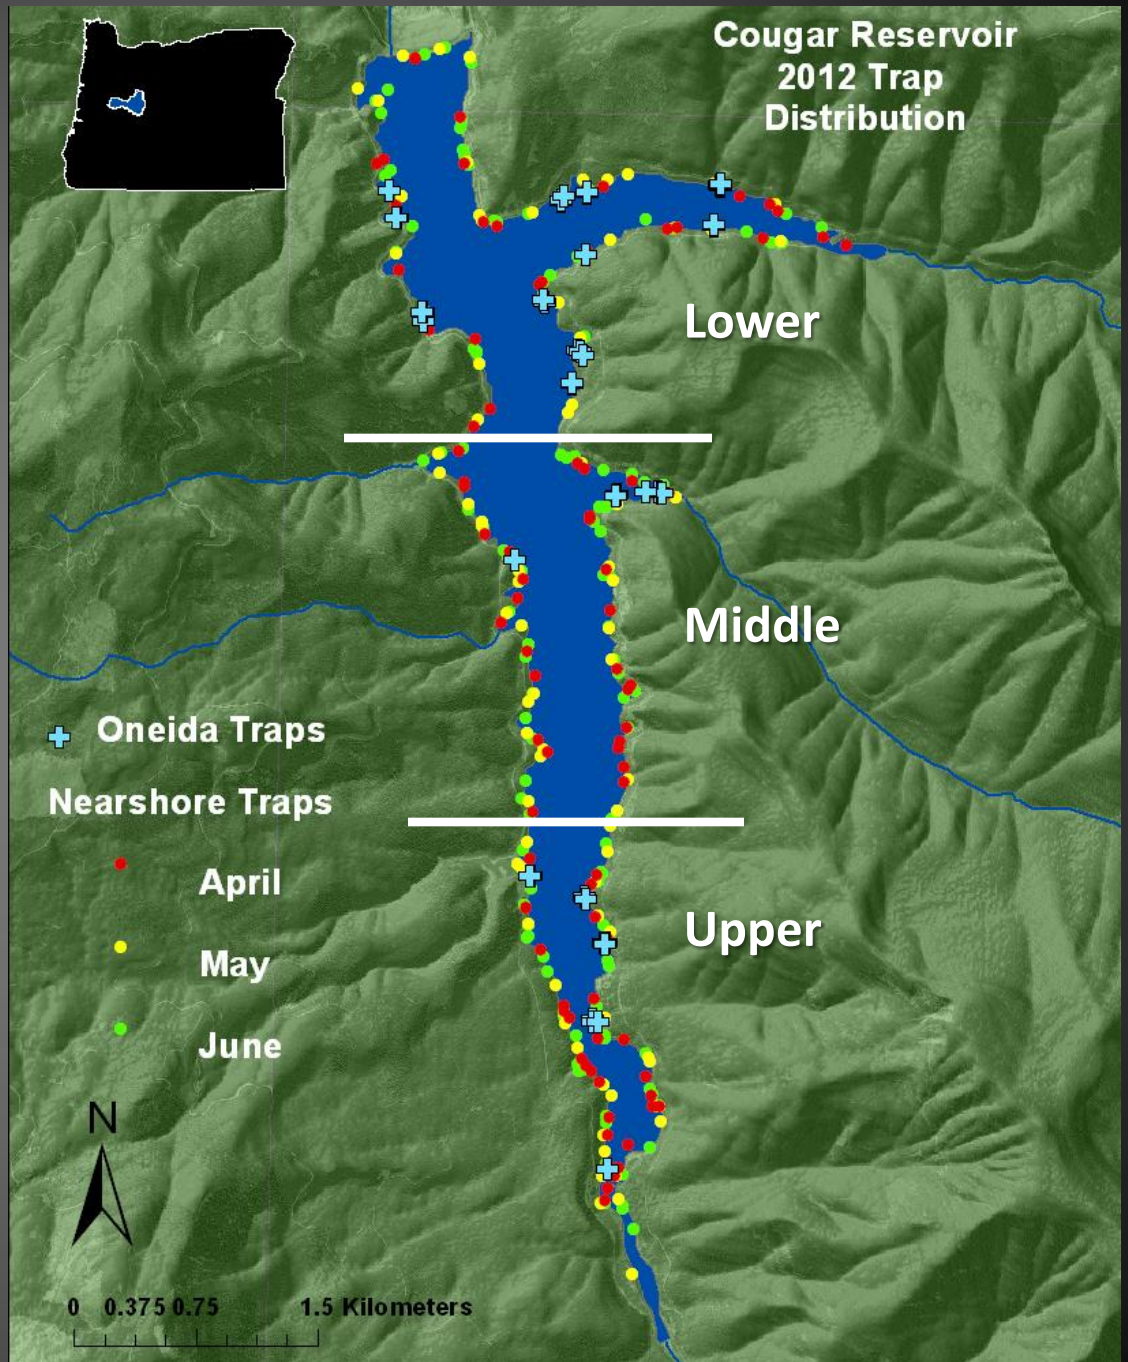 Cougar Reservoir
2012 Trap
Distribution
Lower
Middle
Oneida Traps
Nearshore Traps
April
Upper
May
June
N
0 0.375 0.75 1.5 Kilometers